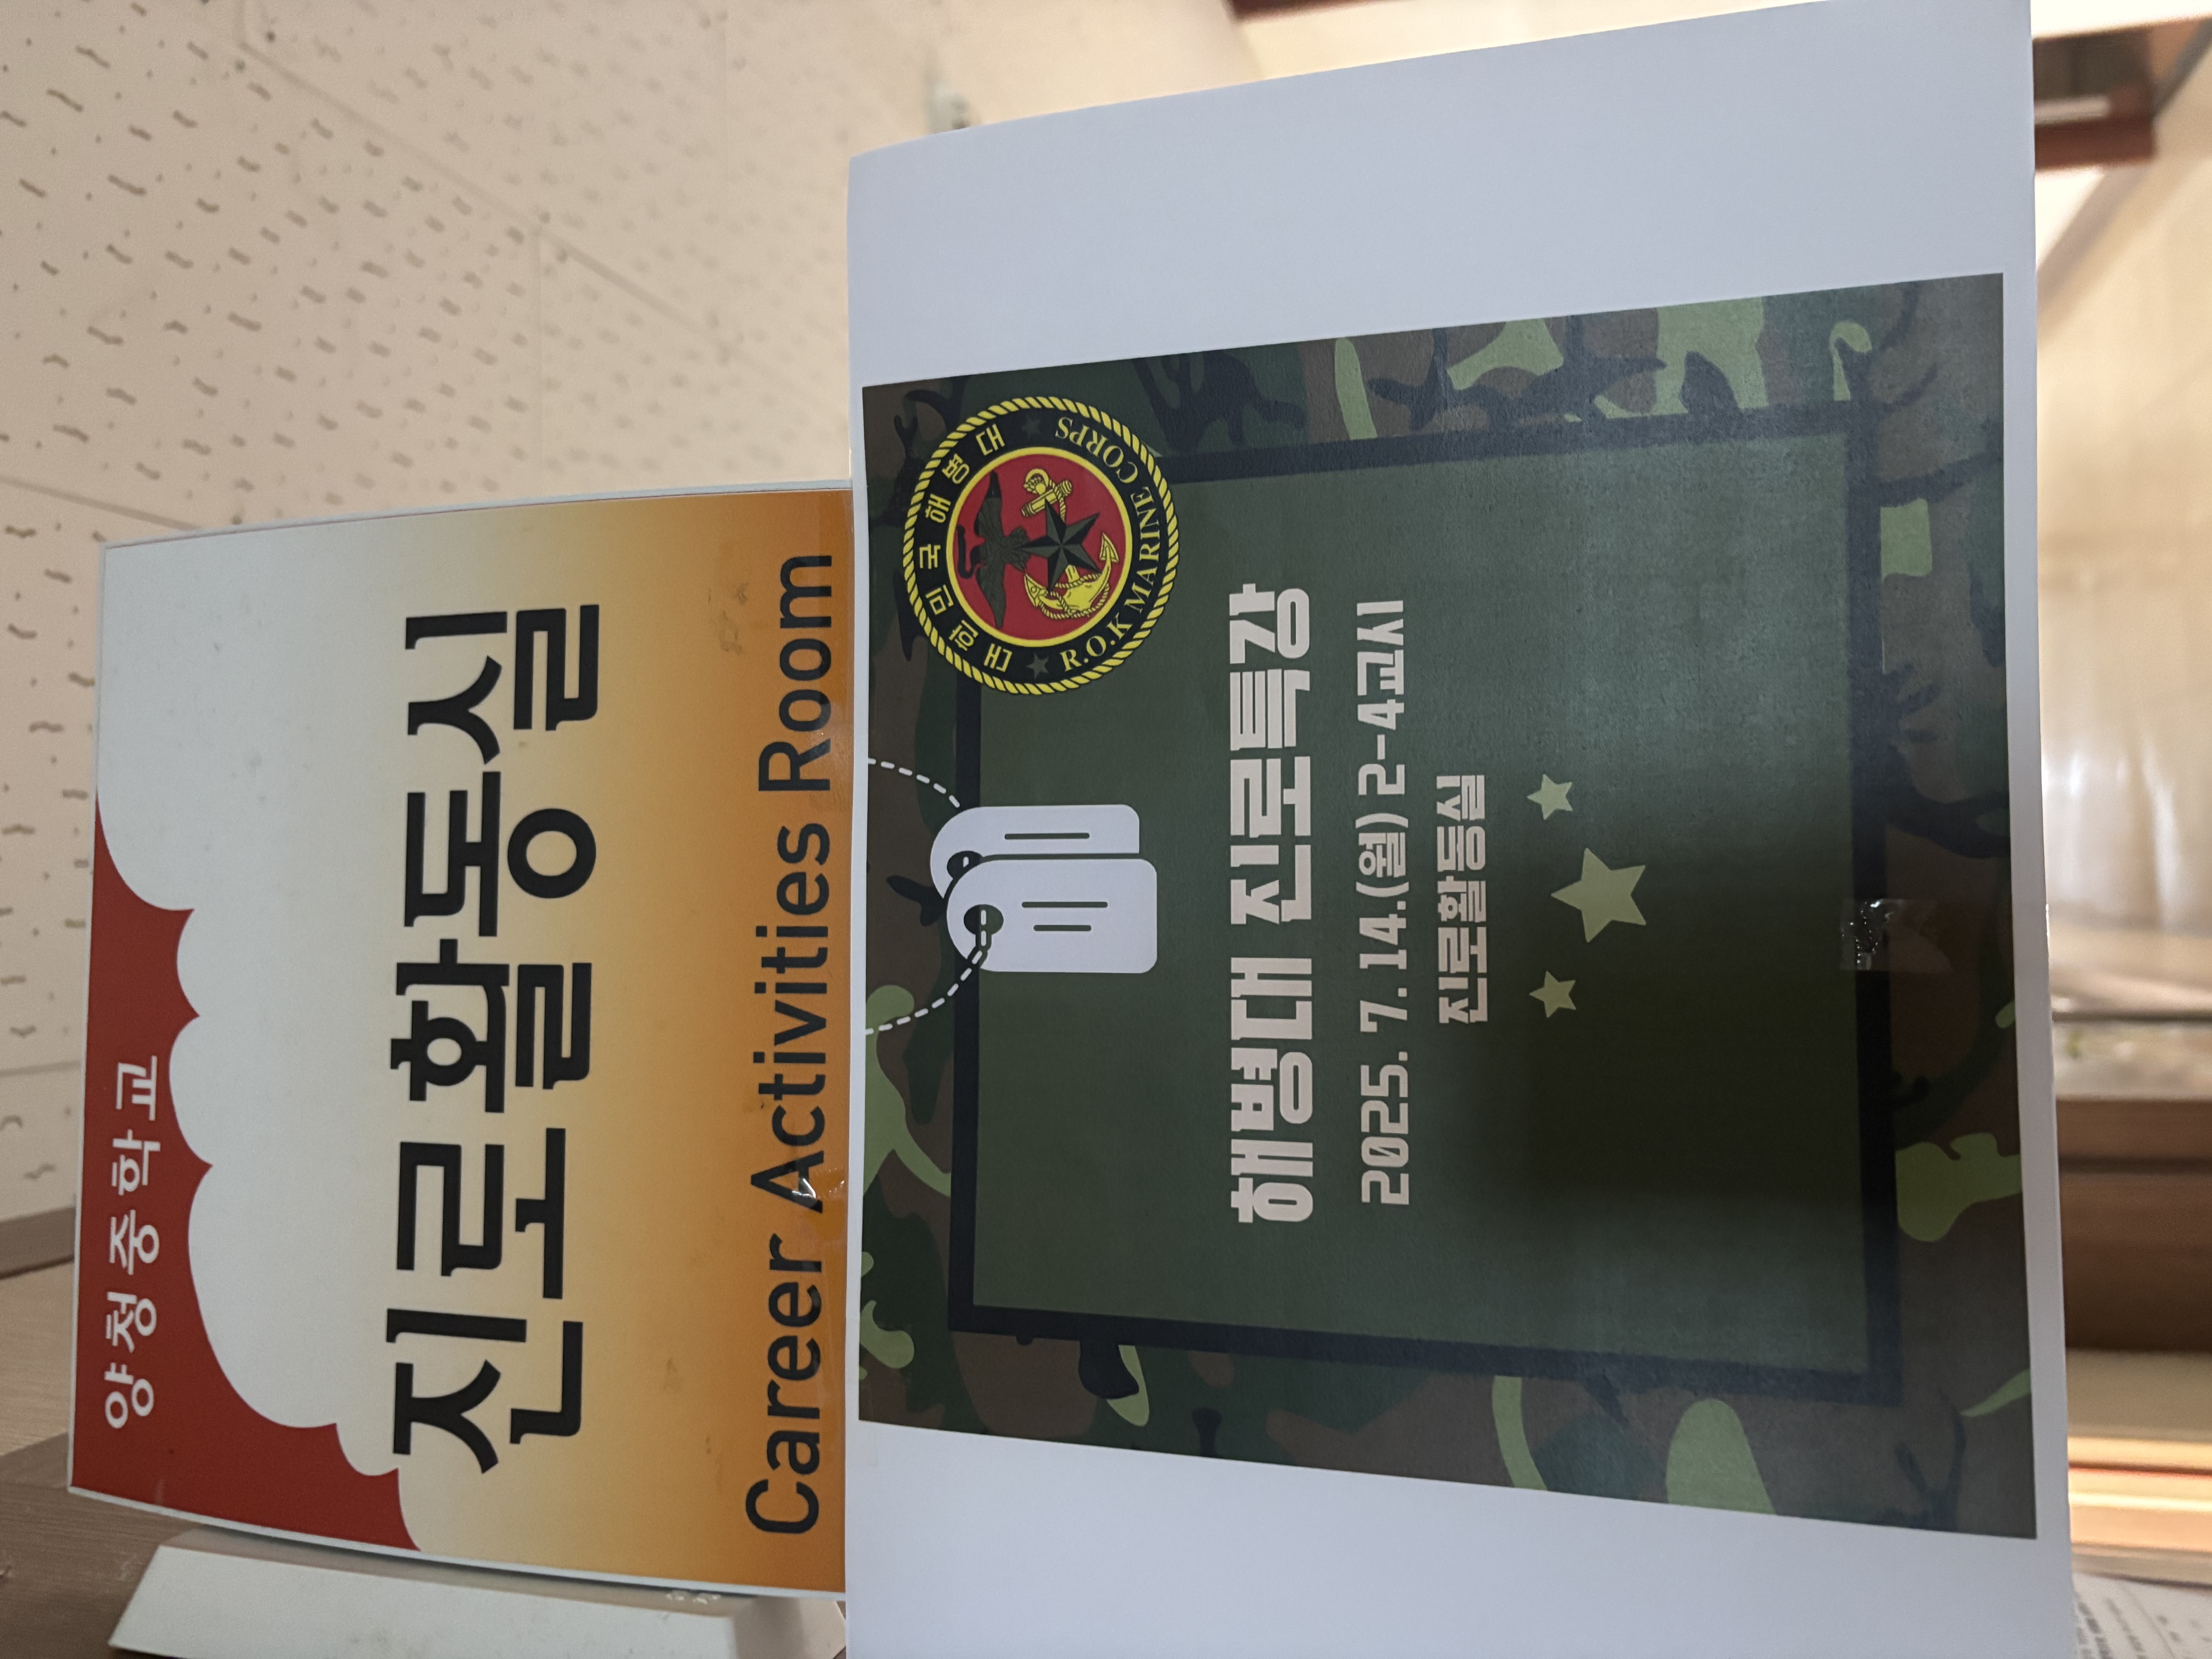 양청중학교
진로활동실
Career Activities Room
대한민국해병대
R.O.K MARINE CORPS
해병대 진로특강
2025. 7. 14.(월) 2-4교시
진로활동실